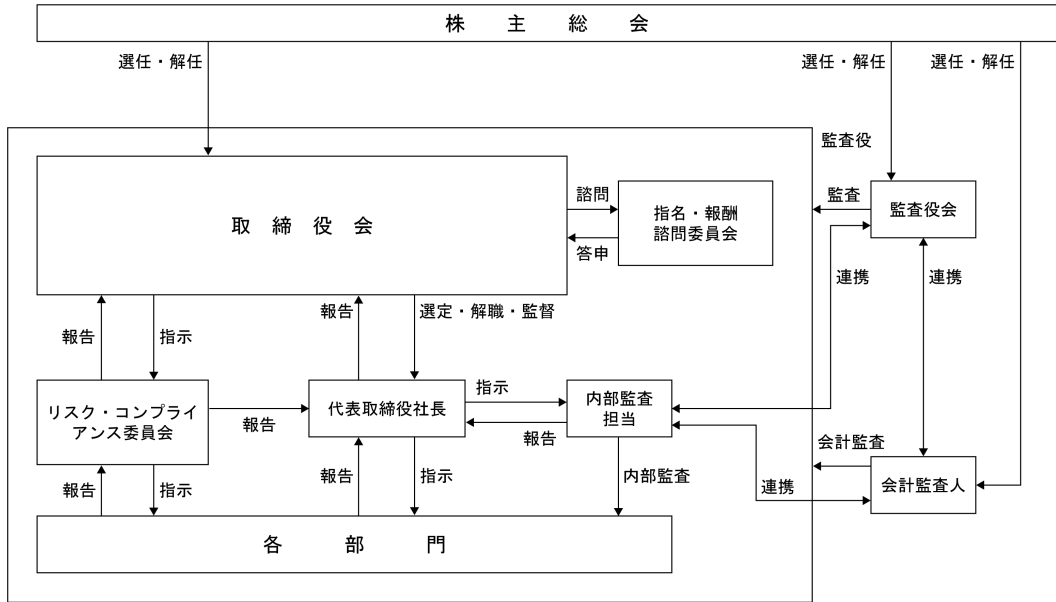 株主総会
選任・解任
選任・解任
選任・解任
監査役
取締役会
諮問
指名・報酬
諮問委員会
答申
監査
監査役会
連携
連携
報告
指示
報告
選定・解職・監督
リスク・コンプライ
アンス委員会
報告
代表取締役社長
指示
報告
内部監査
担当
会計監査
会計監査人
連携
報告
指示
報告
指示
内部監査
各部門